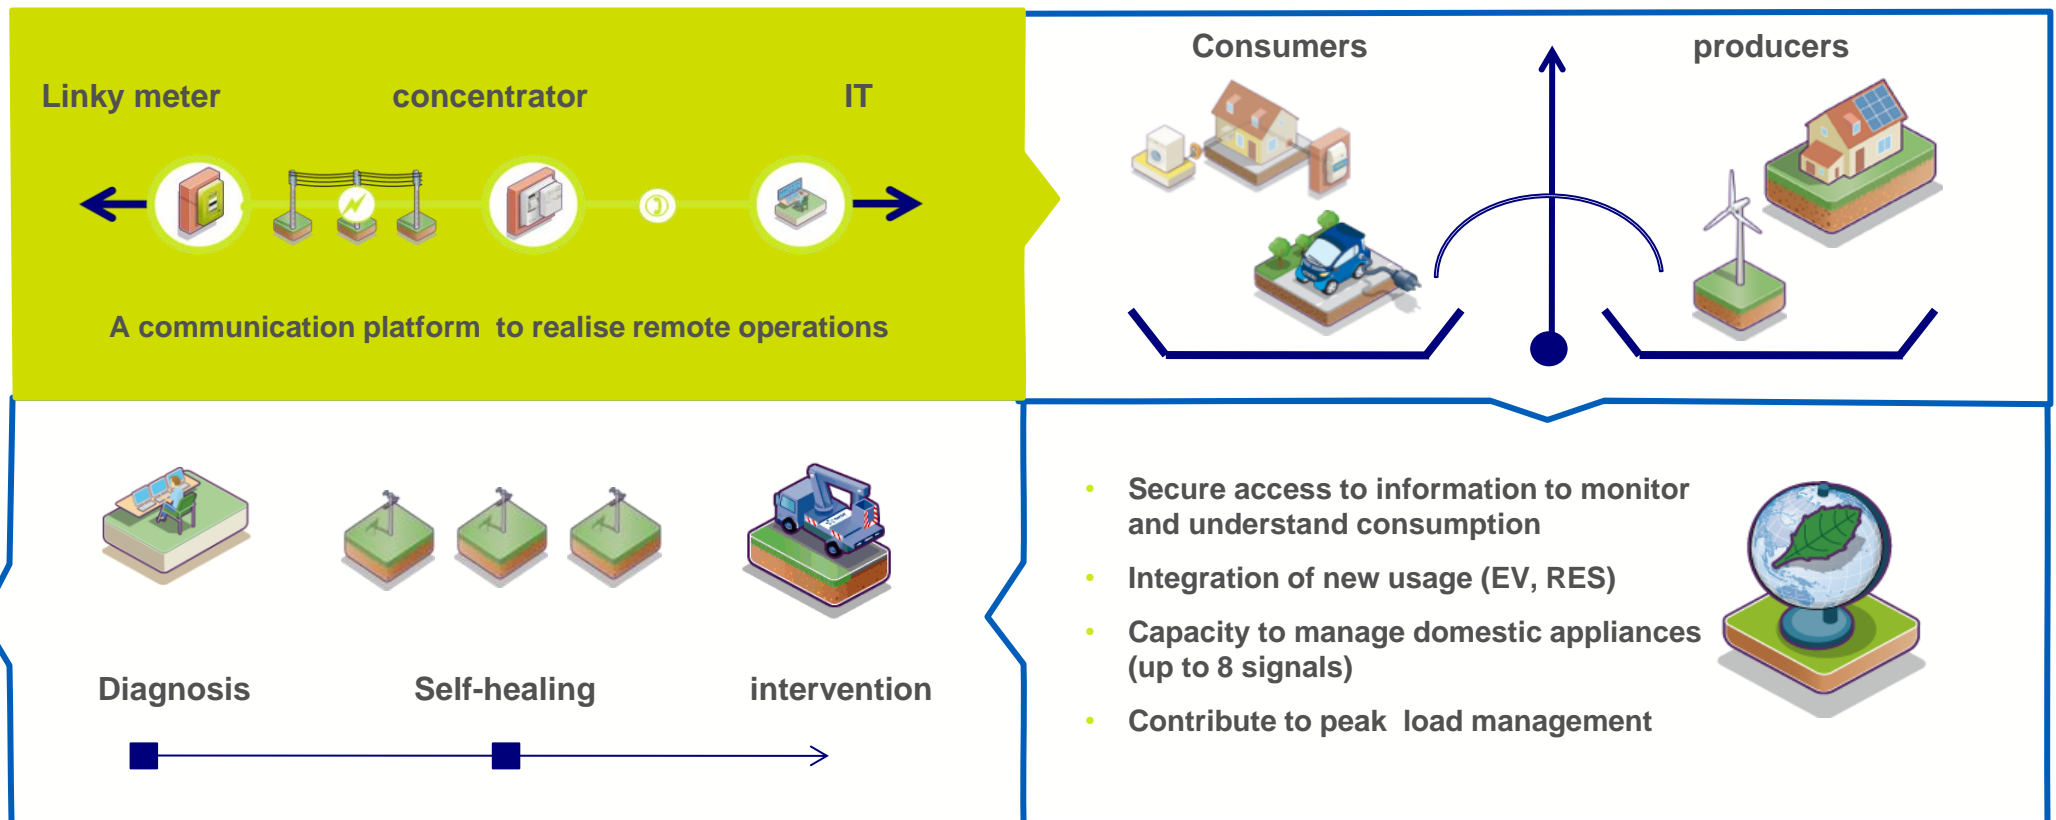 Linky meter
concentrator
IT
A communication platform to realise remote operations
Consumers
producers
Diagnosis
Self-healing
intervention
• Secure access to information to monitor
and understand consumption
• Integration of new usage (EV, RES)
• Capacity to manage domestic appliances
(up to 8 signals)
• Contribute to peak load management